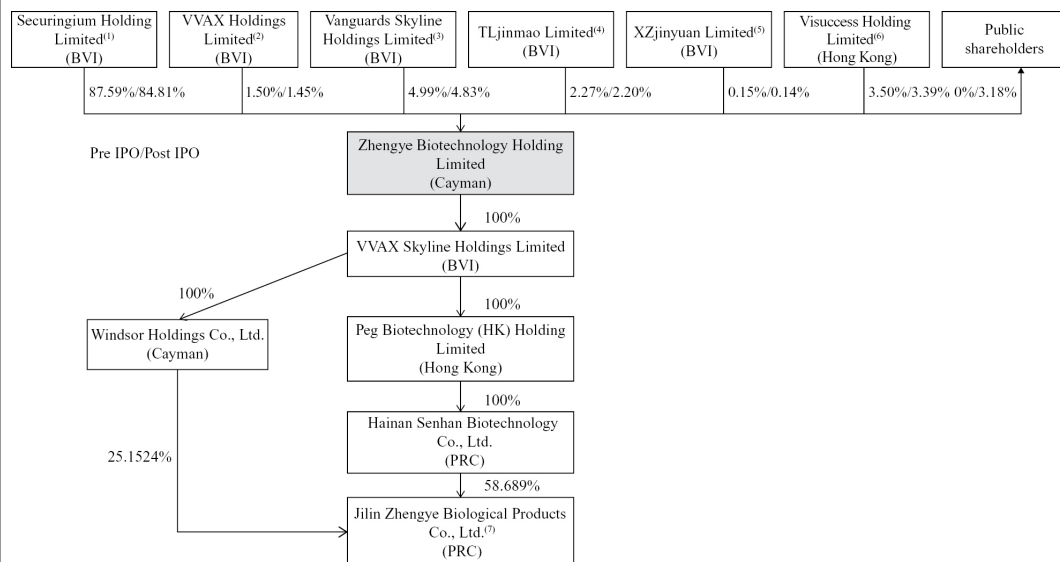 Securingium Holding
Limited(1)
(BVI)
VVAX Holdings
Limited(2)
(BVI)
Vanguards Skyline
Holdings Limited(3)
(BVI)
TLjinmao Limited(4)
(BVI)
XZjinyuan Limited(5)
(BVI)
Visuccess Holding
Limited(6)
(Hong Kong)
Public
shareholders
87.59%/84.81%
1.50%/1.45%
4.99%/4.83%
2.27%/2.20%
0.15%/0.14%
3.50%/3.39%
0%/3.18%
Pre IPO/Post IPO
Zhengye Biotechnology Holding
Limited
(Cayman)
100%
VVAX Skyline Holdings Limited
(BVI)
100%
100%
Windsor Holdings Co., Ltd.
(Cayman)
Peg Biotechnology (HK) Holding
Limited
(Hong Kong)
100%
Hainan Senhan Biotechnology
Co., Ltd.
(PRC)
25.1524%
58.689%
Jilin Zhengye Biological Products
Co., Ltd.(7)
(PRC)